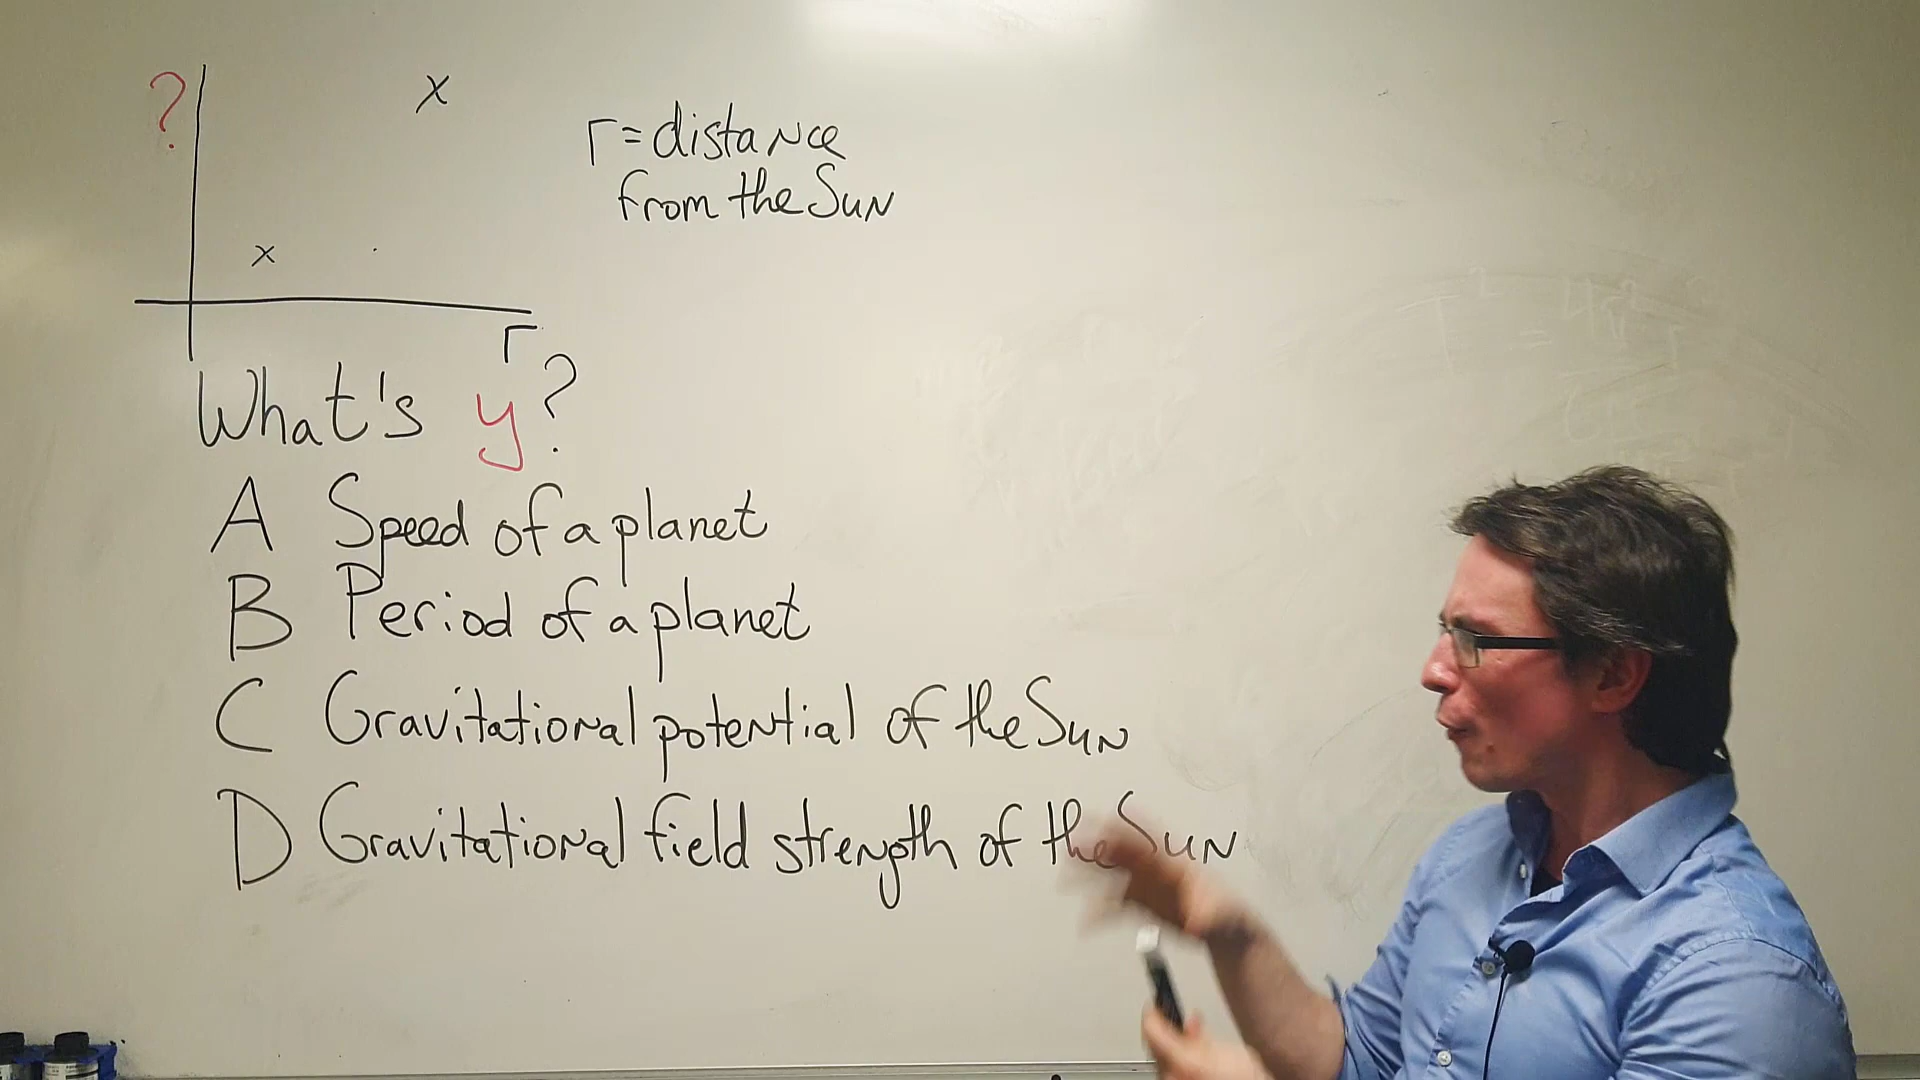 ?
x
r = distance
from the Sun
x
r
What's y?
A Speed of a planet
B Period of a planet
C Gravitational potential of the Sun
D Gravitational field strength of the Sun